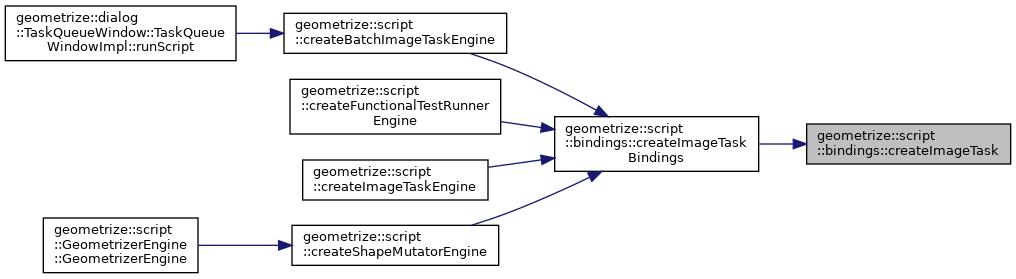 geometrize::dialog
::TaskQueueWindow::TaskQueue
WindowImpl::runScript
geometrize::script
::createBatchImageTaskEngine
geometrize::script
::createFunctionalTestRunner
Engine
geometrize::script
::createImageTaskEngine
geometrize::script
::GeometrizerEngine
::GeometrizerEngine
geometrize::script
::createShapeMutatorEngine
geometrize::script
::bindings::createImageTask
Bindings
geometrize::script
::bindings::createImageTask